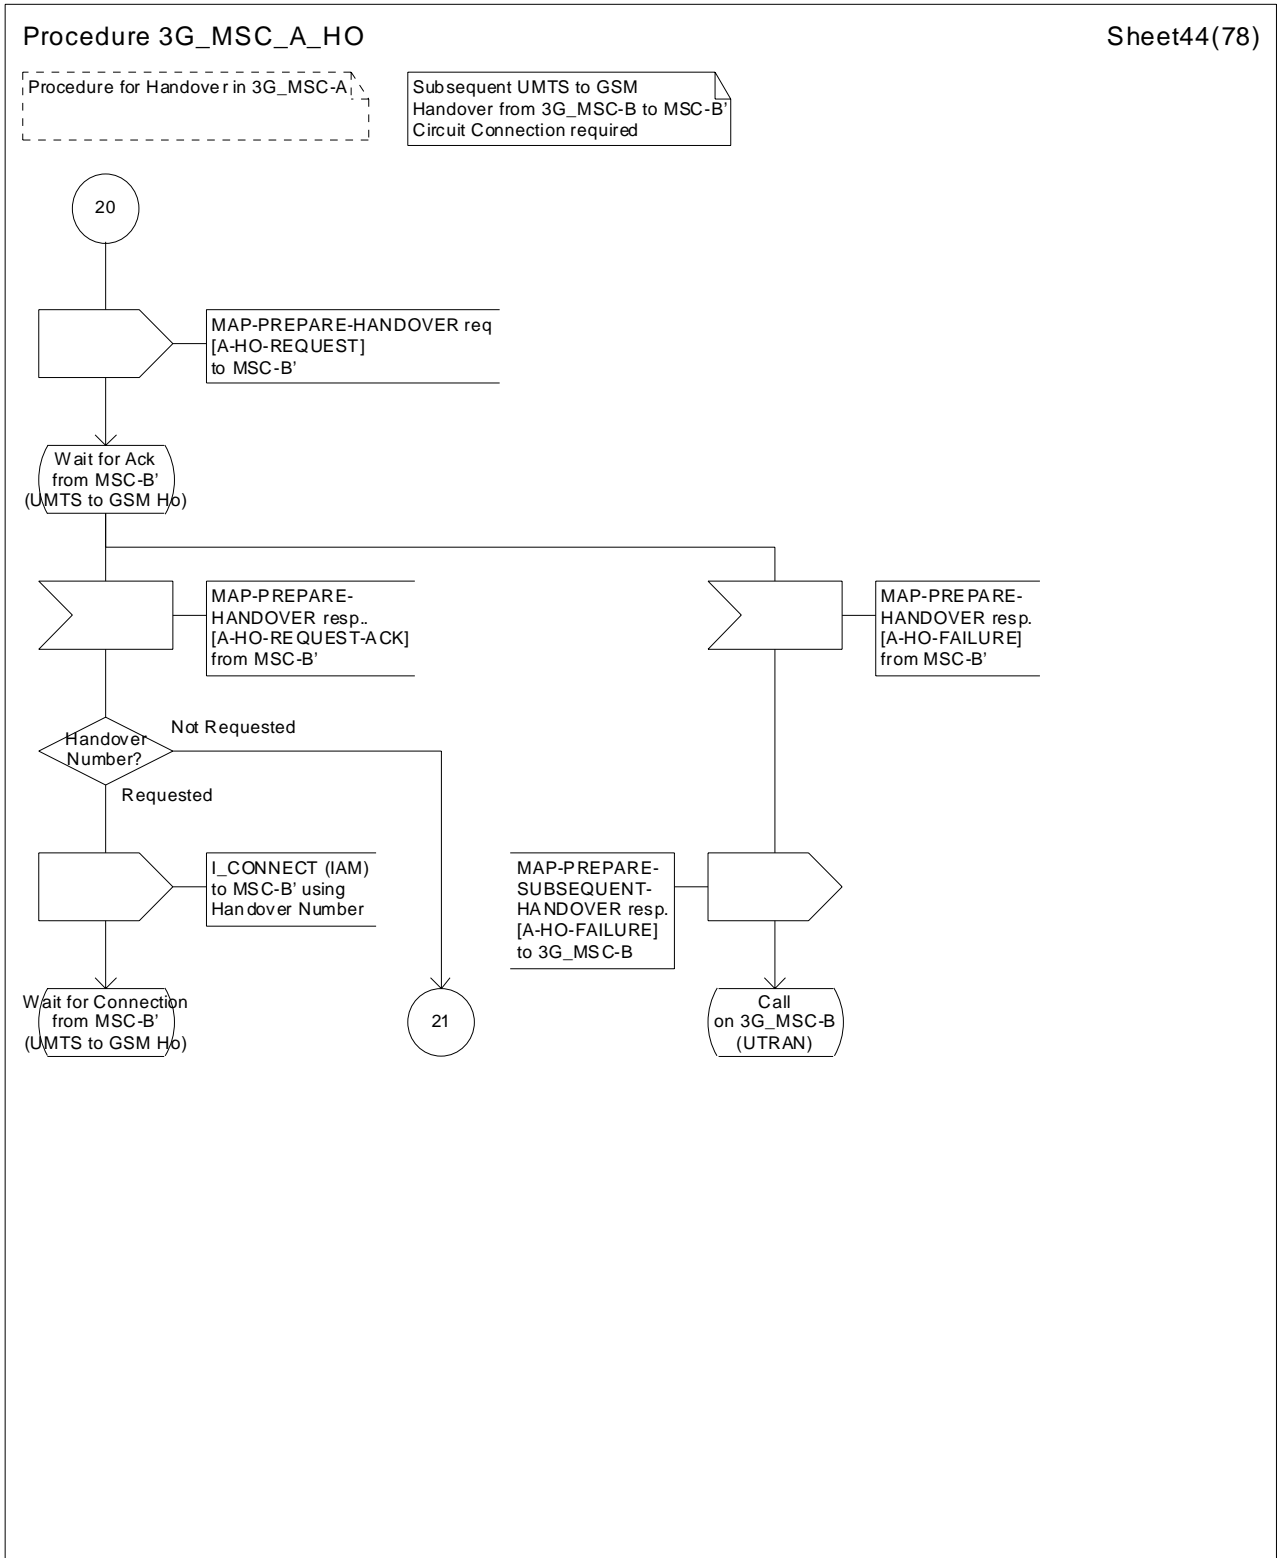 Procedure 3G_MSC_A_HO
Sheet44(78)
Procedure for Handover in 3G_MSC-A
Subsequent UMTS to GSM
Handover from 3G_MSC-B to MSC-B’
Circuit Connection required
20
MAP-PREPARE-HANDOVER req
[A-HO-REQUEST]
to MSC-B’
Wait for Ack
from MSC-B’
(UMTS to GSM Ho)
MAP-PREPARE-
HANDOVER resp..
[A-HO-REQUEST-ACK]
from MSC-B’
MAP-PREPARE-
HANDOVER resp.
[A-HO-FAILURE]
from MSC-B’
Handover
Number?
Not Requested
Requested
I_CONNECT (IAM)
to MSC-B’ using
Handover Number
MAP-PREPARE-
SUBSEQUENT-
HANDOVER resp.
[A-HO-FAILURE]
to 3G_MSC-B
Wait for Connection
from MSC-B’
(UMTS to GSM Ho)
21
Call
on 3G_MSC-B
(UTRAN)